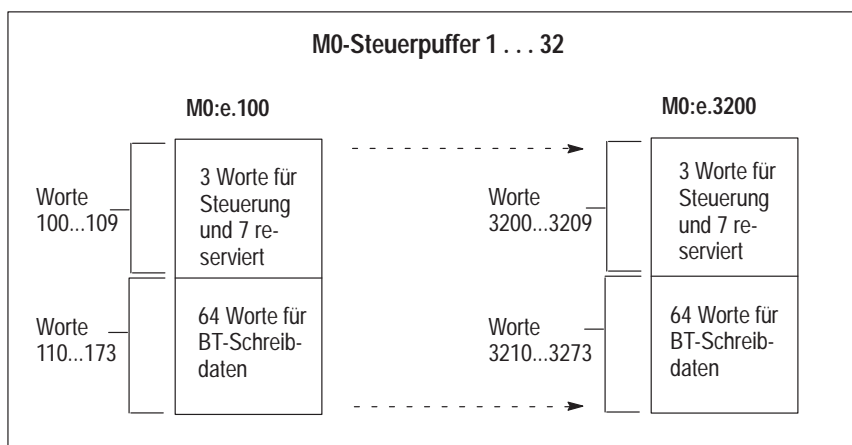 M0-Steuerpuffer 1 . . . 32
M0:e.100
Worte
100...109
3 Worte für
Steuerung
und 7 re-
serviert
Worte
110...173
64 Worte für
BT-Schreib-
daten
M0:e.3200
Worte
3200...3209
3 Worte für
Steuerung
und 7 re-
serviert
Worte
3210...3273
64 Worte für
BT-Schreib-
daten